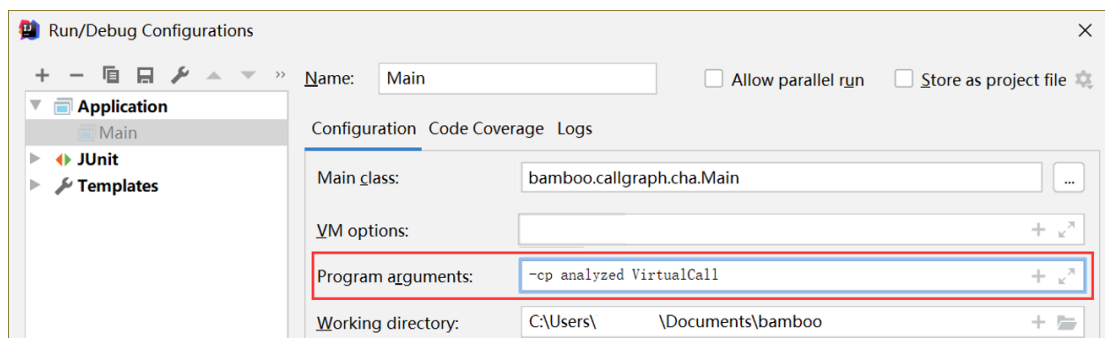 Run/Debug Configurations
Name: Main Allow parallel run Store as project file
Application
Main
JUnit
Templates
Configuration Code Coverage Logs
Main class: bamboo.callgraph.cha.Main ...
VM options:
Program arguments: -cp analyzed VirtualCall
Working directory: C:\Users\ \Documents\bamboo